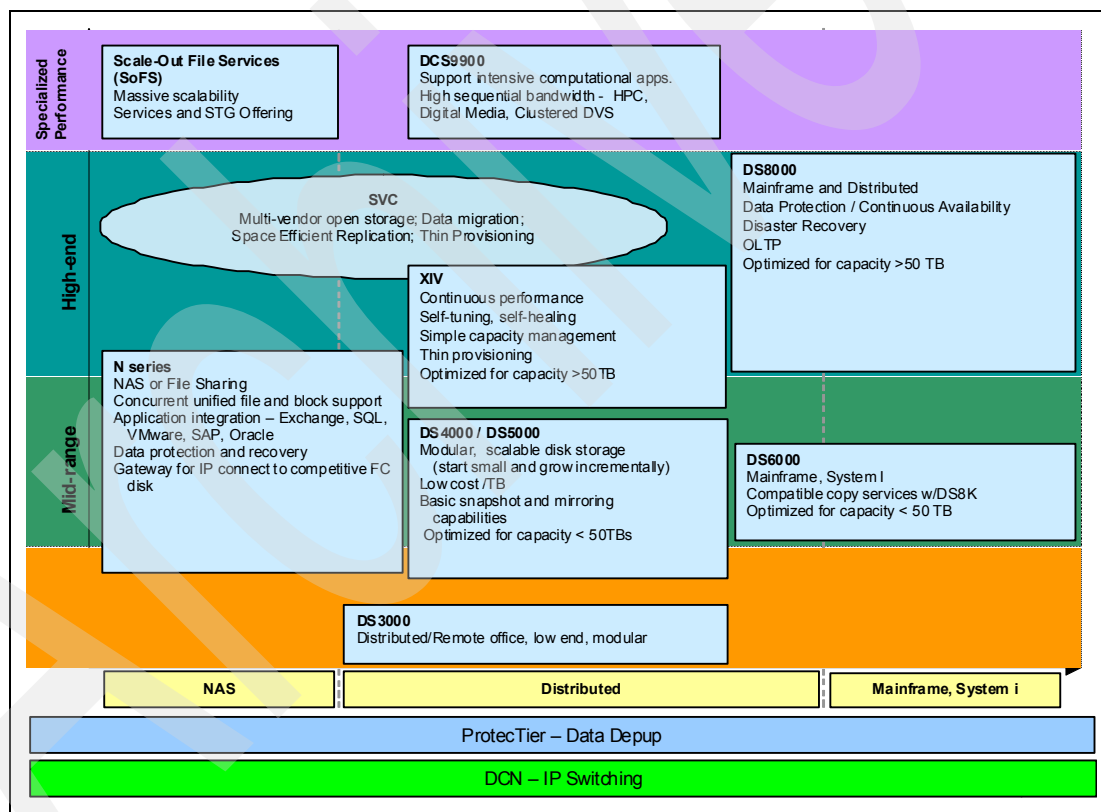 Specialized
Performance
Scale-Out File Services
(SoFS)
Massive scalability
Services and STG Offering
DCS9900
Support intensive computational apps.
High sequential bandwidth - HPC,
Digital Media, Clustered DVS
High-end
SVC
Multi-vendor open storage; Data migration;
Space Efficient Replication; Thin Provisioning
DS8000
Mainframe and Distributed
Data Protection / Continuous Availability
Disaster Recovery
OLTP
Optimized for capacity >50 TB
XIV
Continuous performance
Self-tuning, self-healing
Simple capacity management
Thin provisioning
Optimized for capacity >50TB
Mid-range
N series
NAS or File Sharing
Concurrent unified file and block support
Application integration – Exchange, SQL,
VMware, SAP, Oracle
Data protection and recovery
Gateway for IP connect to competitive FC
disk
DS4000 / DS5000
Modular, scalable disk storage
(start small and grow incrementally)
Low cost /TB
Basic snapshot and mirroring
capabilities
Optimized for capacity < 50TBs
DS6000
Mainframe, System I
Compatible copy services w/DS8K
Optimized for capacity < 50 TB
DS3000
Distributed/Remote office, low end, modular
NAS
Distributed
Mainframe, System i
ProtecTier – Data Depup
DCN – IP Switching